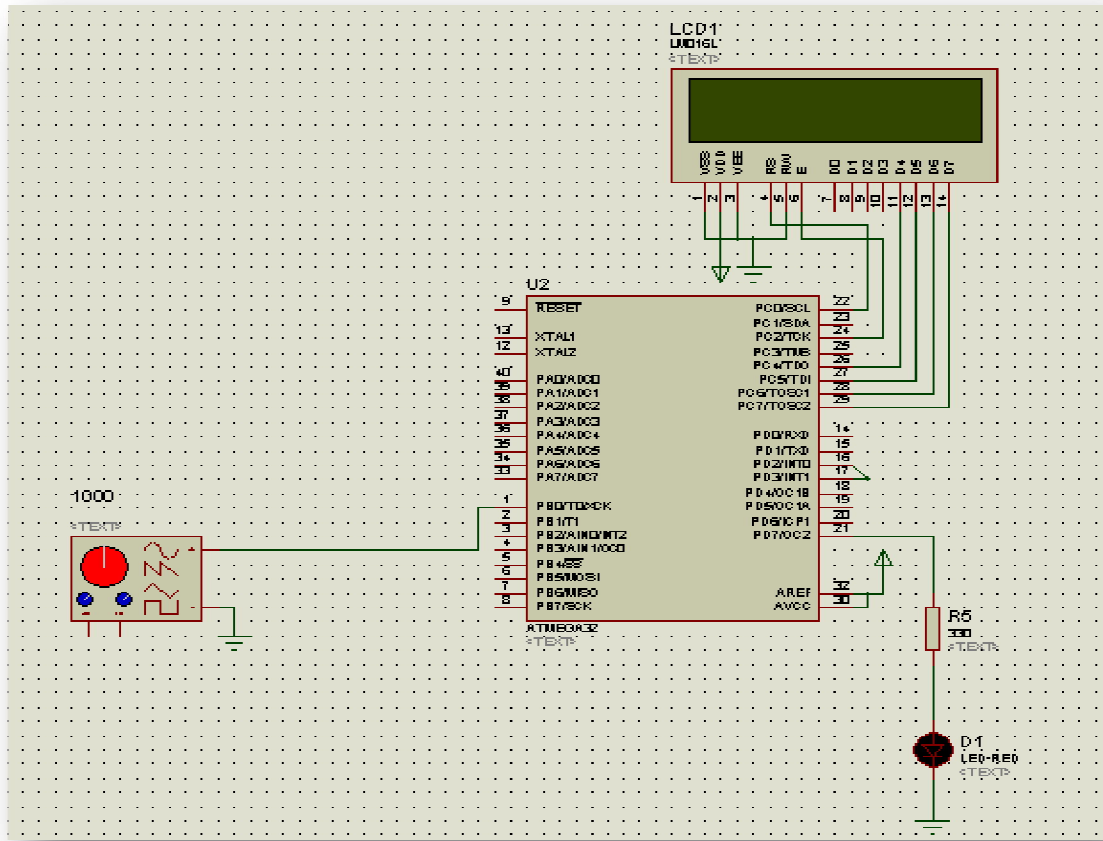 LCD1
LM016L
<TEXT>
VSS VDD VEE RS RW E D0 D1 D2 D3 D4 D5 D6 D7
1 2 3 4 5 6 7 8 9 10 11 12 13 14
U2
9 RESET
13 XTAL1
12 XTAL2
40 PA0/ADC0
39 PA1/ADC1
38 PA2/ADC2
37 PA3/ADC3
36 PA4/ADC4
35 PA5/ADC5
34 PA6/ADC6
33 PA7/ADC7
1 PB0/T0/XCK
2 PB1/T1
3 PB2/AIN0/INT2
4 PB3/AIN1/OC0
5 PB4/SS
6 PB5/MOSI
7 PB6/MISO
8 PB7/SCK
PC0/SCL 22
PC1/SDA 23
PC2/TCK 24
PC3/TMS 25
PC4/TDO 26
PC5/TDI 27
PC6/TOSC1 28
PC7/TOSC2 29
PD0/RXD 14
PD1/TXD 15
PD2/INT0 16
PD3/INT1 17
PD4/OC1B 18
PD5/OC1A 19
PD6/ICP1 20
PD7/OC2 21
AREF 32
AVCC 30
ATMEGA32
<TEXT>
1000
<TEXT>
R5
330
<TEXT>
D1
LED-RED
<TEXT>